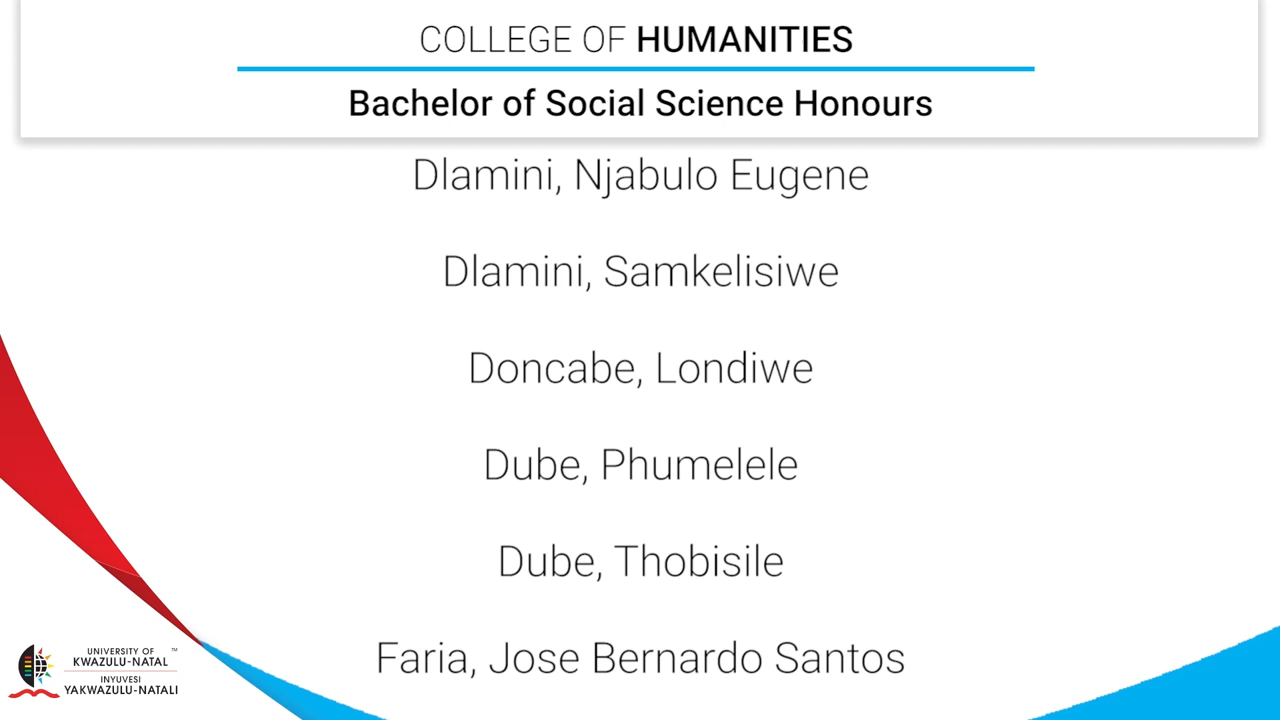 COLLEGE OF HUMANITIES
Bachelor of Social Science Honours
Dlamini, Njabulo Eugene
Dlamini, Samkelisiwe
Doncabe, Londiwe
Dube, Phumelele
Dube, Thobisile
Faria, Jose Bernardo Santos
UNIVERSITY OF ™
KWAZULU-NATAL
INYUVESI
YAKWAZULU-NATALI